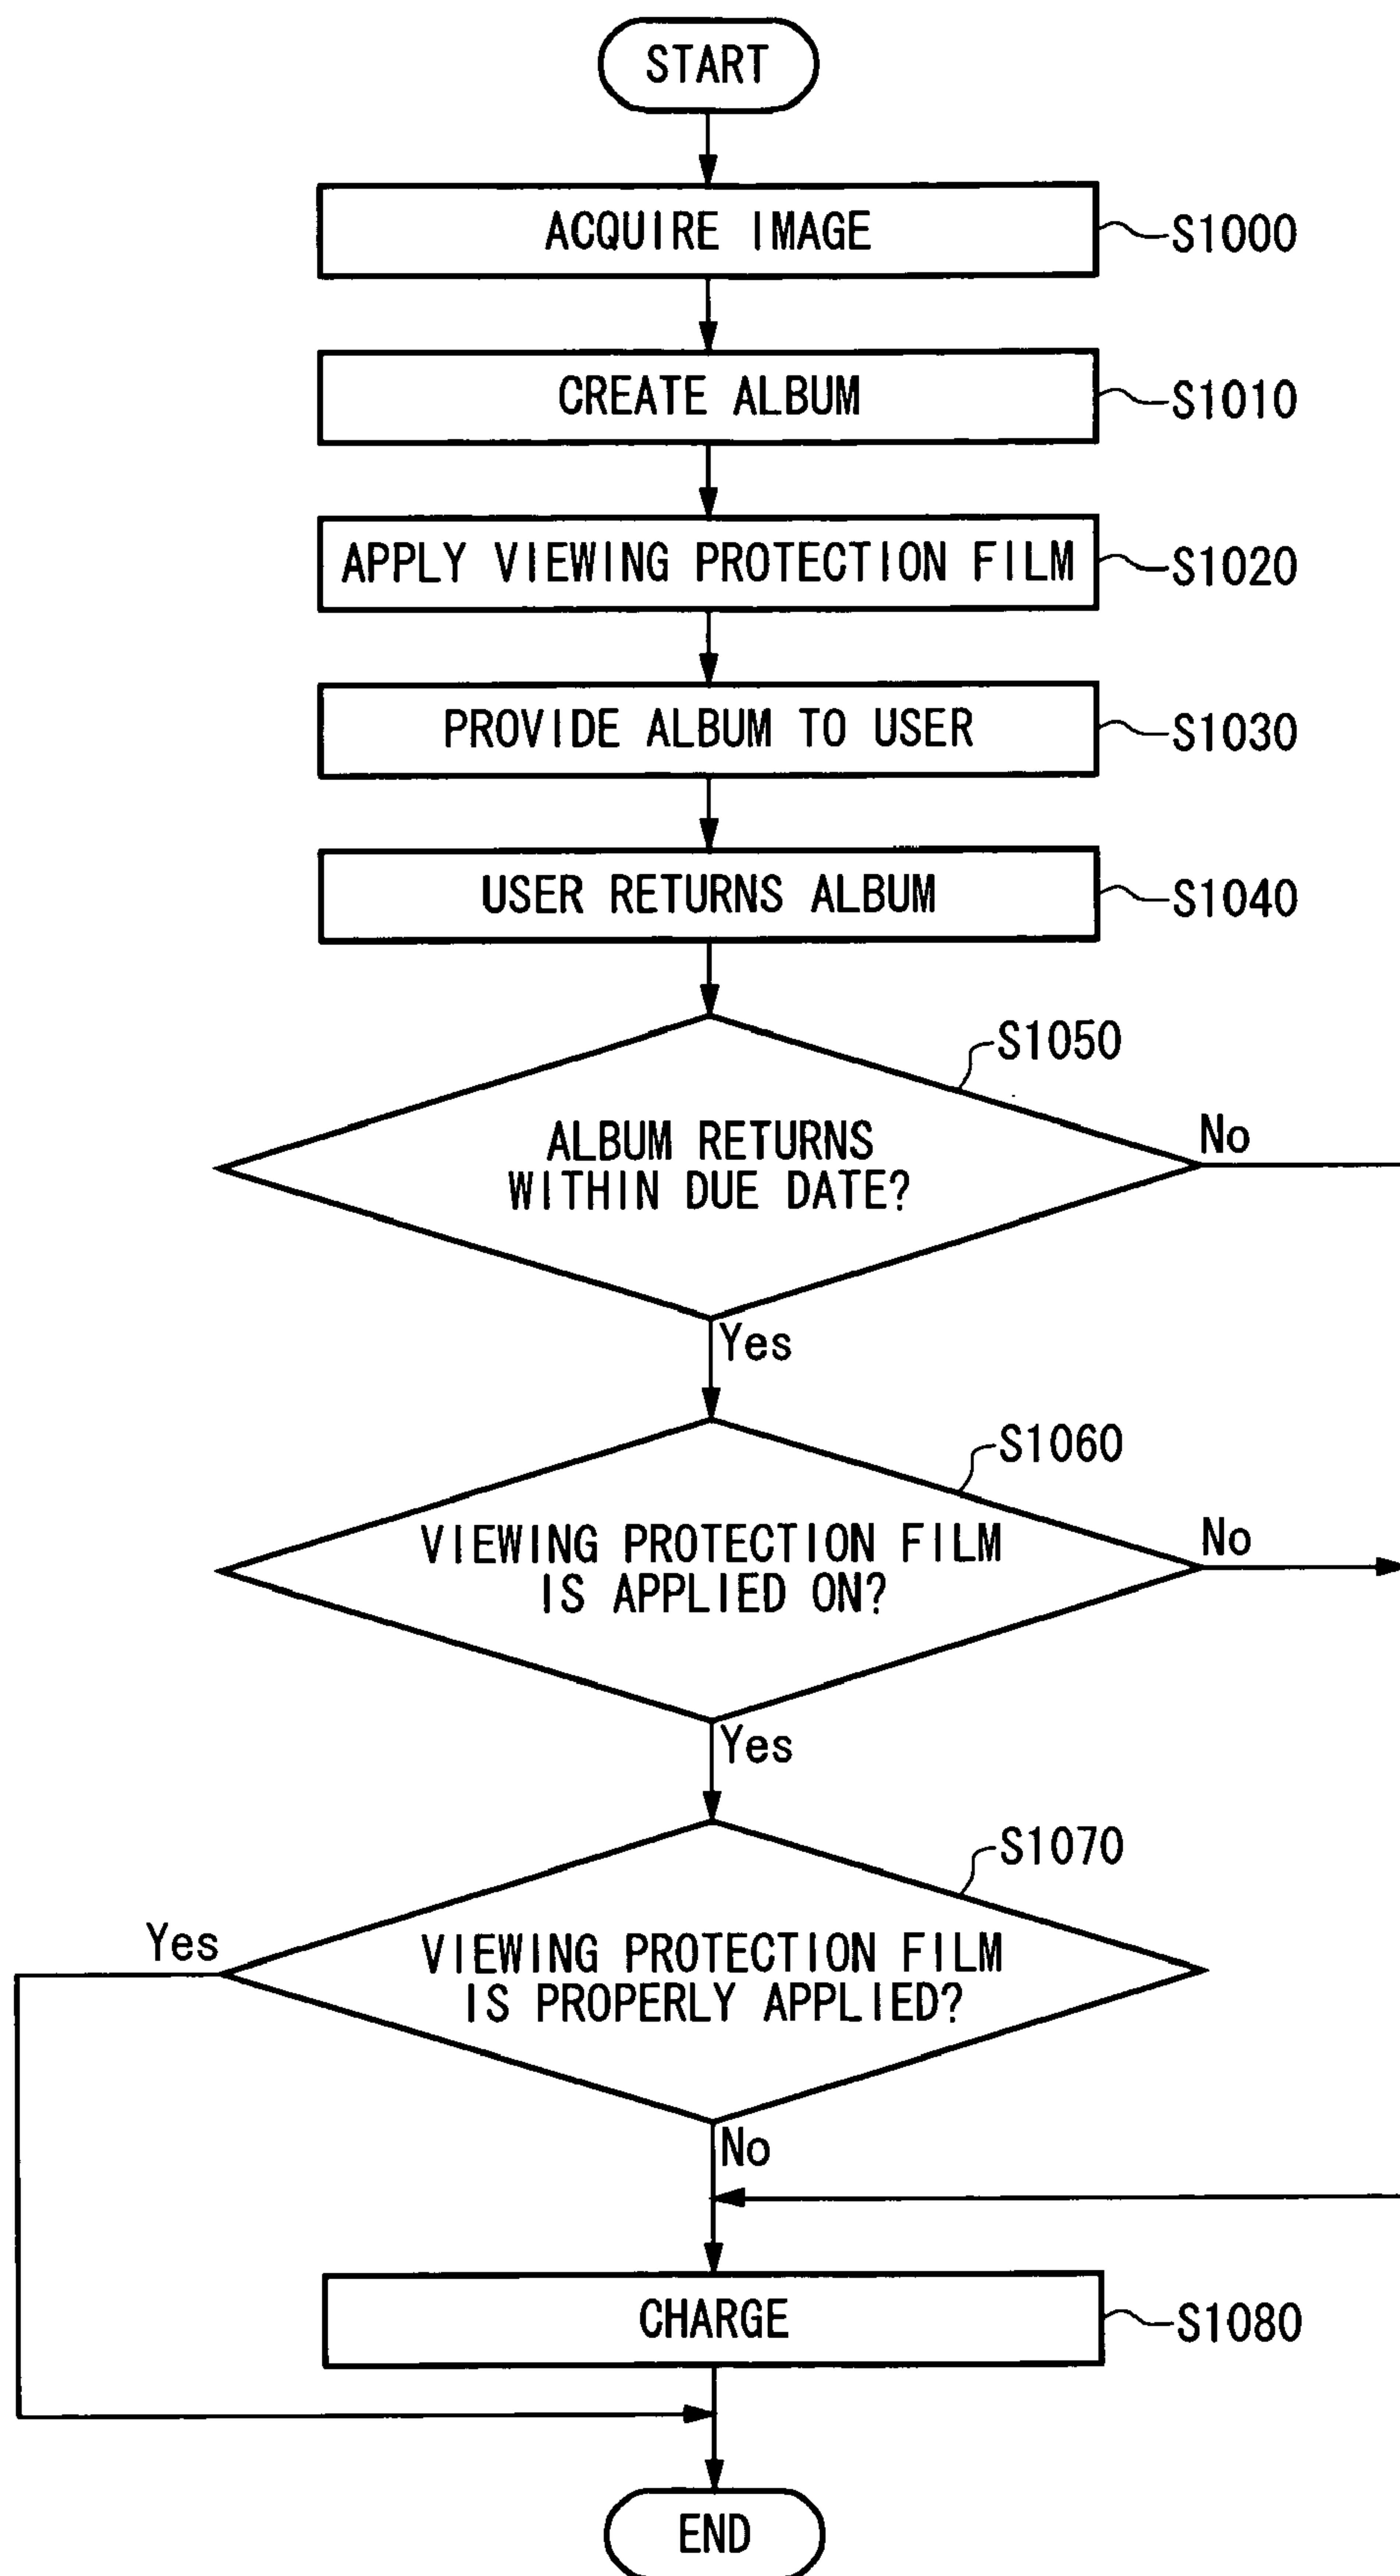 START
ACQUIRE IMAGE
S1000
CREATE ALBUM
S1010
APPLY VIEWING PROTECTION FILM
S1020
PROVIDE ALBUM TO USER
S1030
USER RETURNS ALBUM
S1040
S1050
ALBUM RETURNS
WITHIN DUE DATE?
No
Yes
S1060
VIEWING PROTECTION FILM
IS APPLIED ON?
No
Yes
S1070
Yes
VIEWING PROTECTION FILM
IS PROPERLY APPLIED?
No
CHARGE
S1080
END